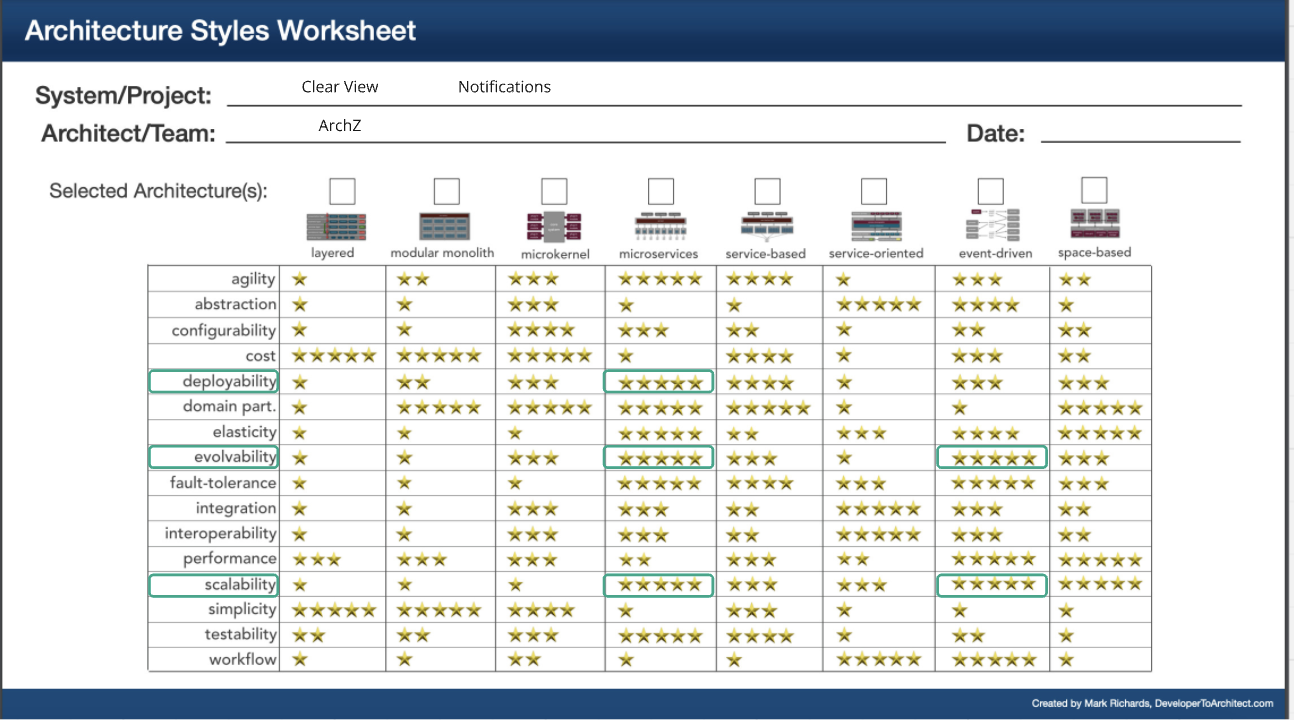 Architecture Styles Worksheet
System/Project: Clear View Notifications
Architect/Team: ArchZ Date:
Selected Architecture(s):
layered modular monolith microkernel microservices service-based service-oriented event-driven space-based
agility
abstraction
configurability
cost
deployability
domain part.
elasticity
evolvability
fault-tolerance
integration
interoperability
performance
scalability
simplicity
testability
workflow
Created by Mark Richards, DeveloperToArchitect.com